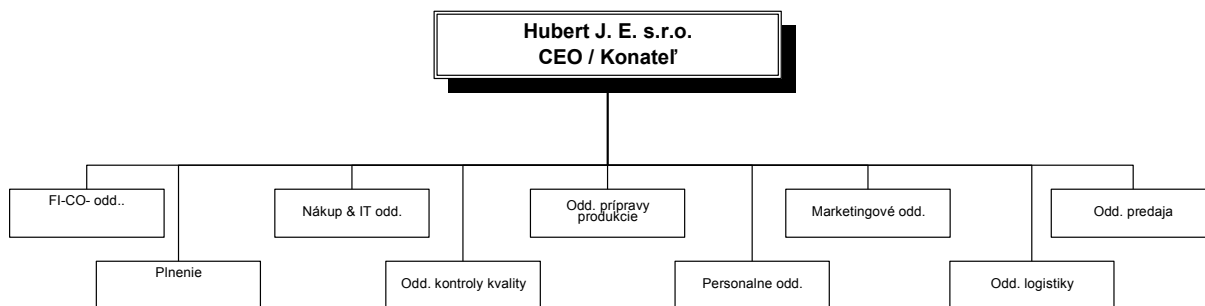 Hubert J. E. s.r.o.
CEO / Konateľ
FI-CO- odd..
Nákup & IT odd.
Odd. prípravy
produkcie
Marketingové odd.
Odd. predaja
Plnenie
Odd. kontroly kvality
Personalne odd.
Odd. logistiky